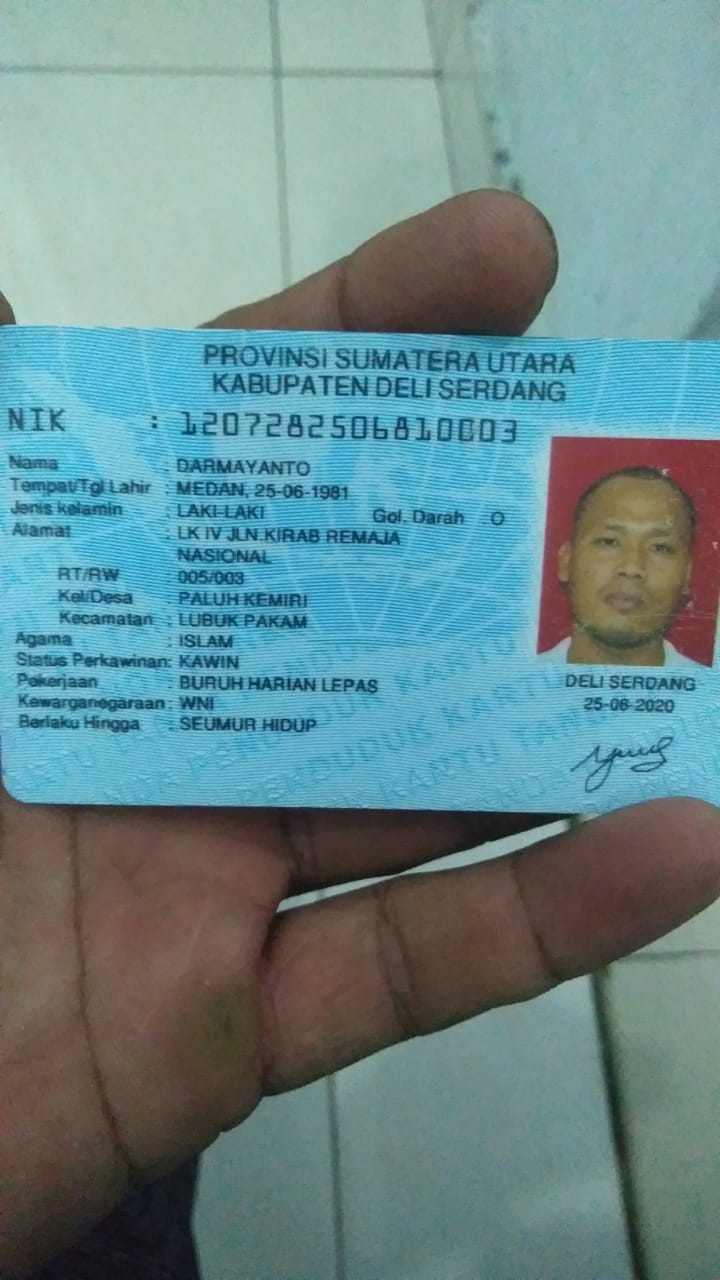 PROVINSI SUMATERA UTARA
KABUPATEN DELI SERDANG
NIK : 1207282506810003
Nama : DARMAYANTO
Tempat/Tgl Lahir : MEDAN, 25-06-1981
Jenis kelamin : LAKI-LAKI Gol. Darah : O
Alamat : LK IV JLN.KIRAB REMAJA
NASIONAL
RT/RW : 005/003
Kel/Desa : PALUH KEMIRI
Kecamatan : LUBUK PAKAM
Agama : ISLAM
Status Perkawinan: KAWIN
Pekerjaan : BURUH HARIAN LEPAS
Kewarganegaraan : WNI
Berlaku Hingga : SEUMUR HIDUP
DELI SERDANG
25-06-2020